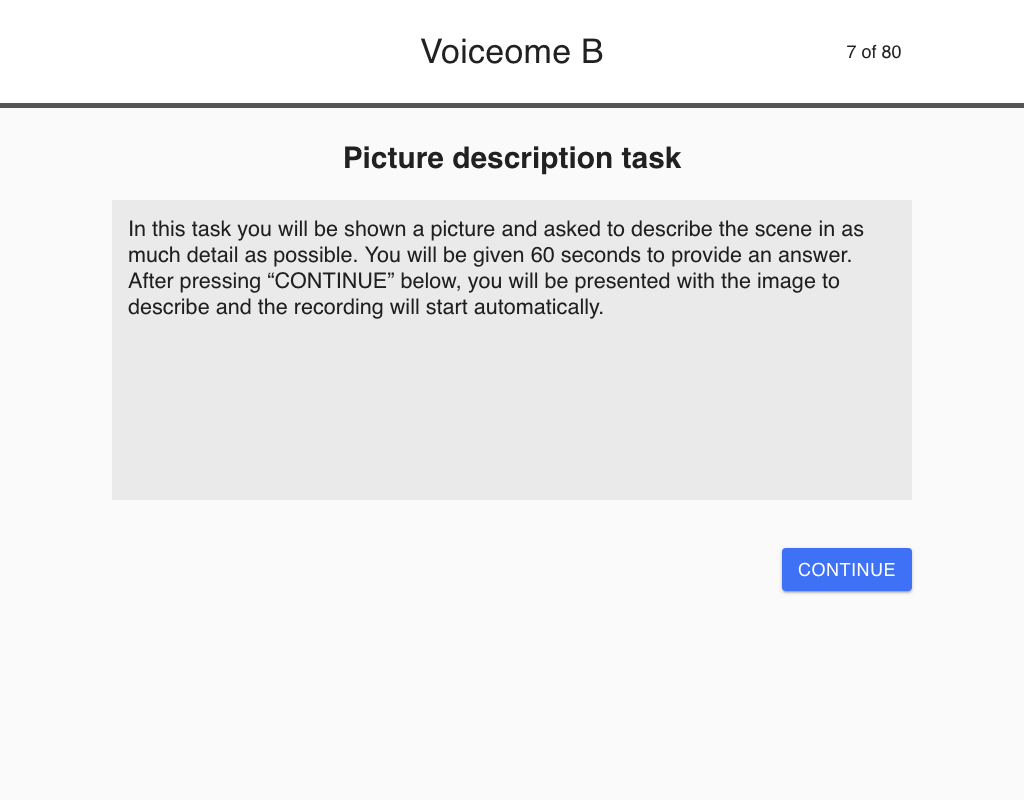 Voiceome B
7 of 80
Picture description task
In this task you will be shown a picture and asked to describe the scene in as
much detail as possible. You will be given 60 seconds to provide an answer.
After pressing “CONTINUE” below, you will be presented with the image to
describe and the recording will start automatically.
CONTINUE